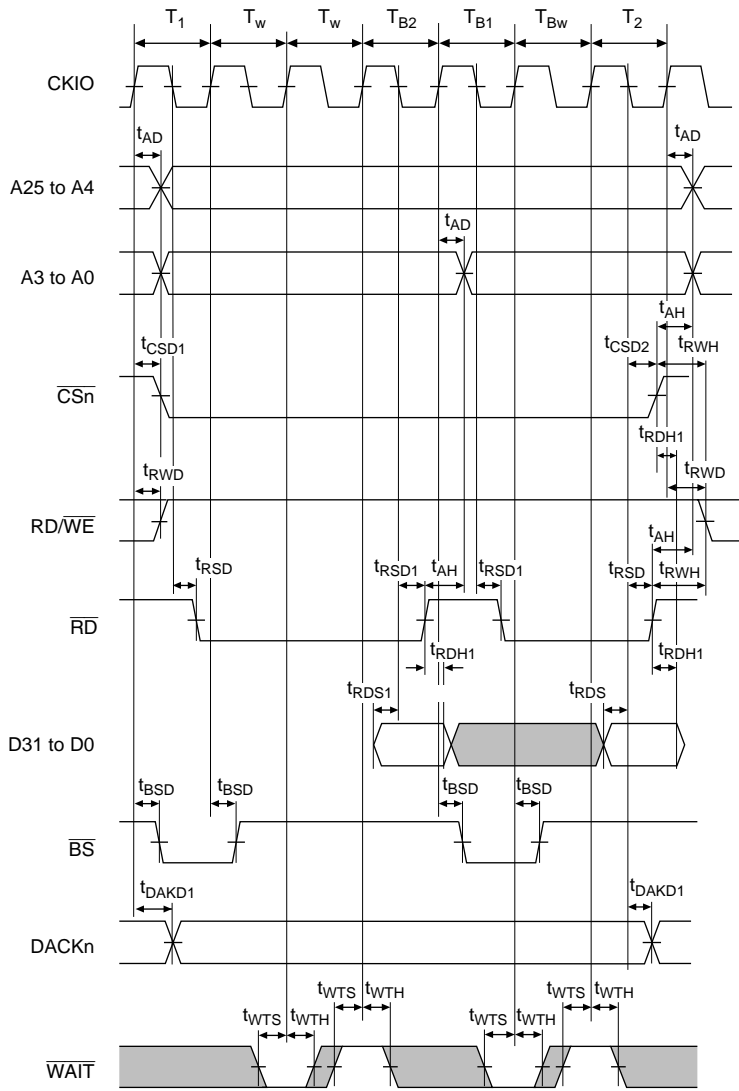 T1 Tw Tw TB2 TB1 TBw T2
CKIO
tAD tAD
A25 to A4
tAD
A3 to A0
tAH
tCSD1 tCSD2 tRWH
CSn
tRDH1
tRWD tRWD
RD/WE
tAH
tRSD tRSD1 tAH tRSD1 tRSD tRWH
RD
tRDH1 tRDH1
tRDS1 tRDS
D31 to D0
tBSD tBSD tBSD tBSD
BS
tDAKD1 tDAKD1
DACKn
tWTS tWTH tWTS tWTH
tWTS tWTH tWTS tWTH
WAIT